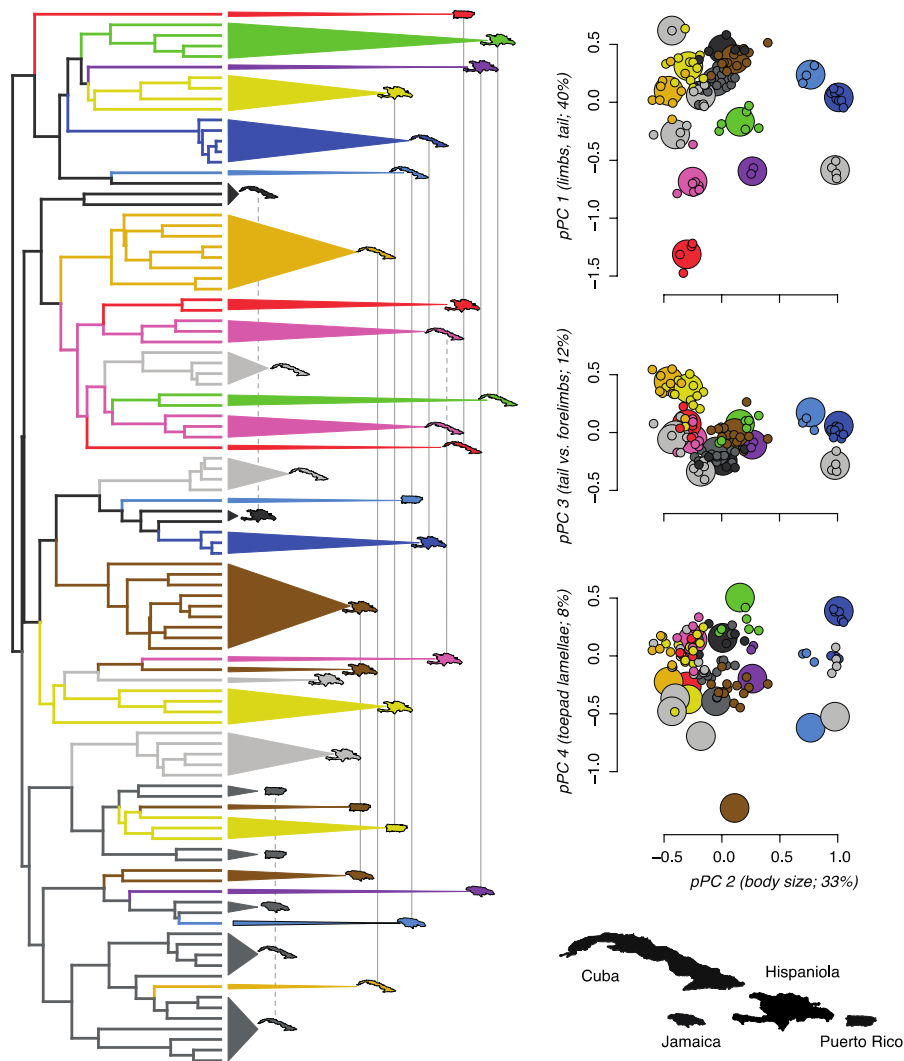 0.5
0.0
−0.5
−1.0
−1.5
pPC 1 (limbs, tail; 40%)
0.5
0.0
−0.5
pPC 3 (tail vs. forelimbs; 12%)
0.5
0.0
−0.5
−1.0
pPC 4 (toepad lamellae; 8%)
−0.5 0.0 0.5 1.0
pPC 2 (body size; 33%)
Cuba
Hispaniola
Jamaica
Puerto Rico